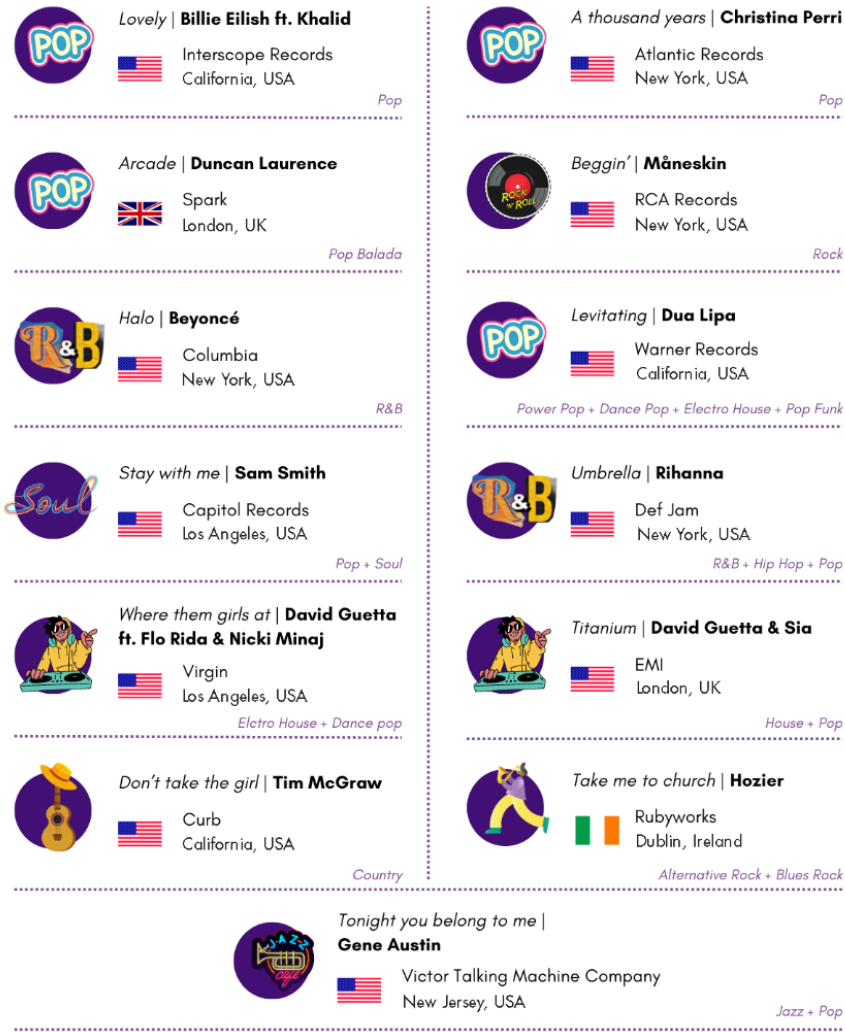 POP
Lovely | Billie Eilish ft. Khalid
Interscope Records
California, USA
Pop
POP
A thousand years | Christina Perri
Atlantic Records
New York, USA
Pop
POP
Arcade | Duncan Laurence
Spark
London, UK
Pop Balada
ROCK
'N' ROLL
Beggin' | Måneskin
RCA Records
New York, USA
Rock
R&B
Halo | Beyoncé
Columbia
New York, USA
R&B
POP
Levitating | Dua Lipa
Warner Records
California, USA
Power Pop + Dance Pop + Electro House + Pop Funk
Soul
Stay with me | Sam Smith
Capitol Records
Los Angeles, USA
Pop + Soul
R&B
Umbrella | Rihanna
Def Jam
New York, USA
R&B + Hip Hop + Pop
Where them girls at | David Guetta
ft. Flo Rida & Nicki Minaj
Virgin
Los Angeles, USA
Elctro House + Dance pop
Titanium | David Guetta & Sia
EMI
London, UK
House + Pop
Don't take the girl | Tim McGraw
Curb
California, USA
Country
Take me to church | Hozier
Rubyworks
Dublin, Ireland
Alternative Rock + Blues Rock
JAZZ
cafe
Tonight you belong to me |
Gene Austin
Victor Talking Machine Company
New Jersey, USA
Jazz + Pop